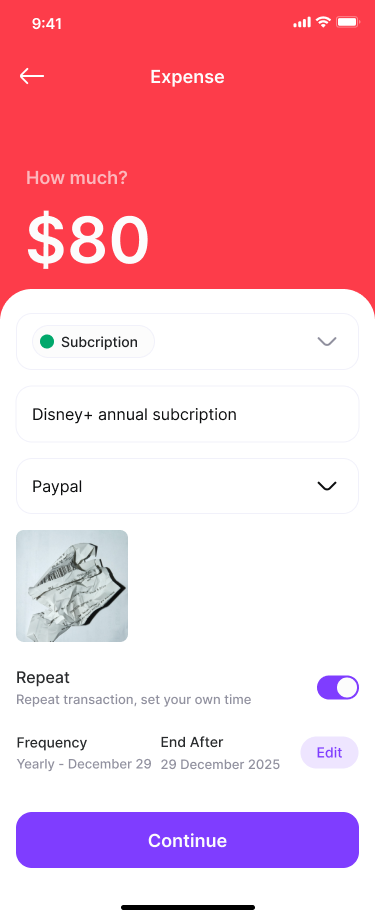 9:41
Expense
How much?
$80
Subcription
Disney+ annual subcription
Paypal
Repeat
Repeat transaction, set your own time
Frequency
End After
Yearly - December 29
29 December 2025
Edit
Continue